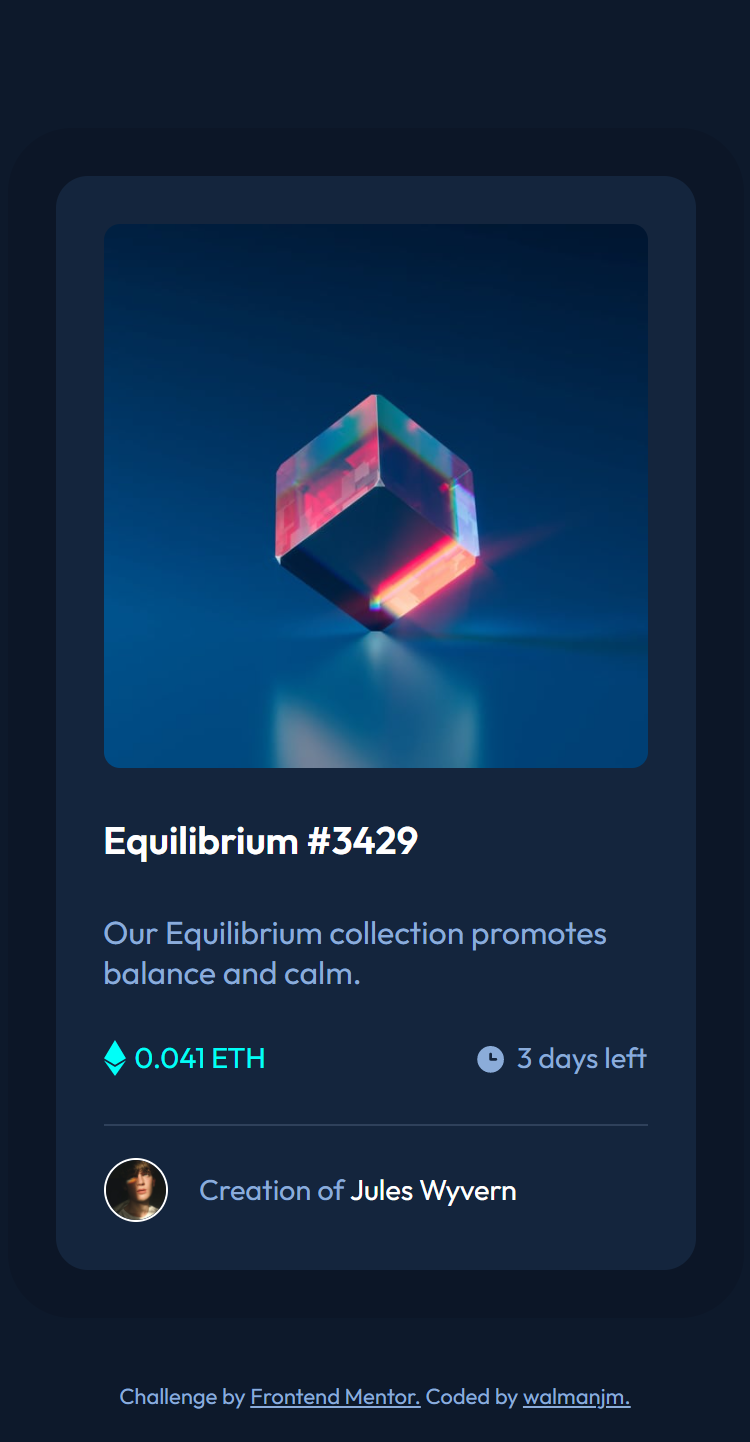 Equilibrium #3429
Our Equilibrium collection promotes
balance and calm.
0.041 ETH
3 days left
Creation of Jules Wyvern
Challenge by Frontend Mentor. Coded by walmanjm.